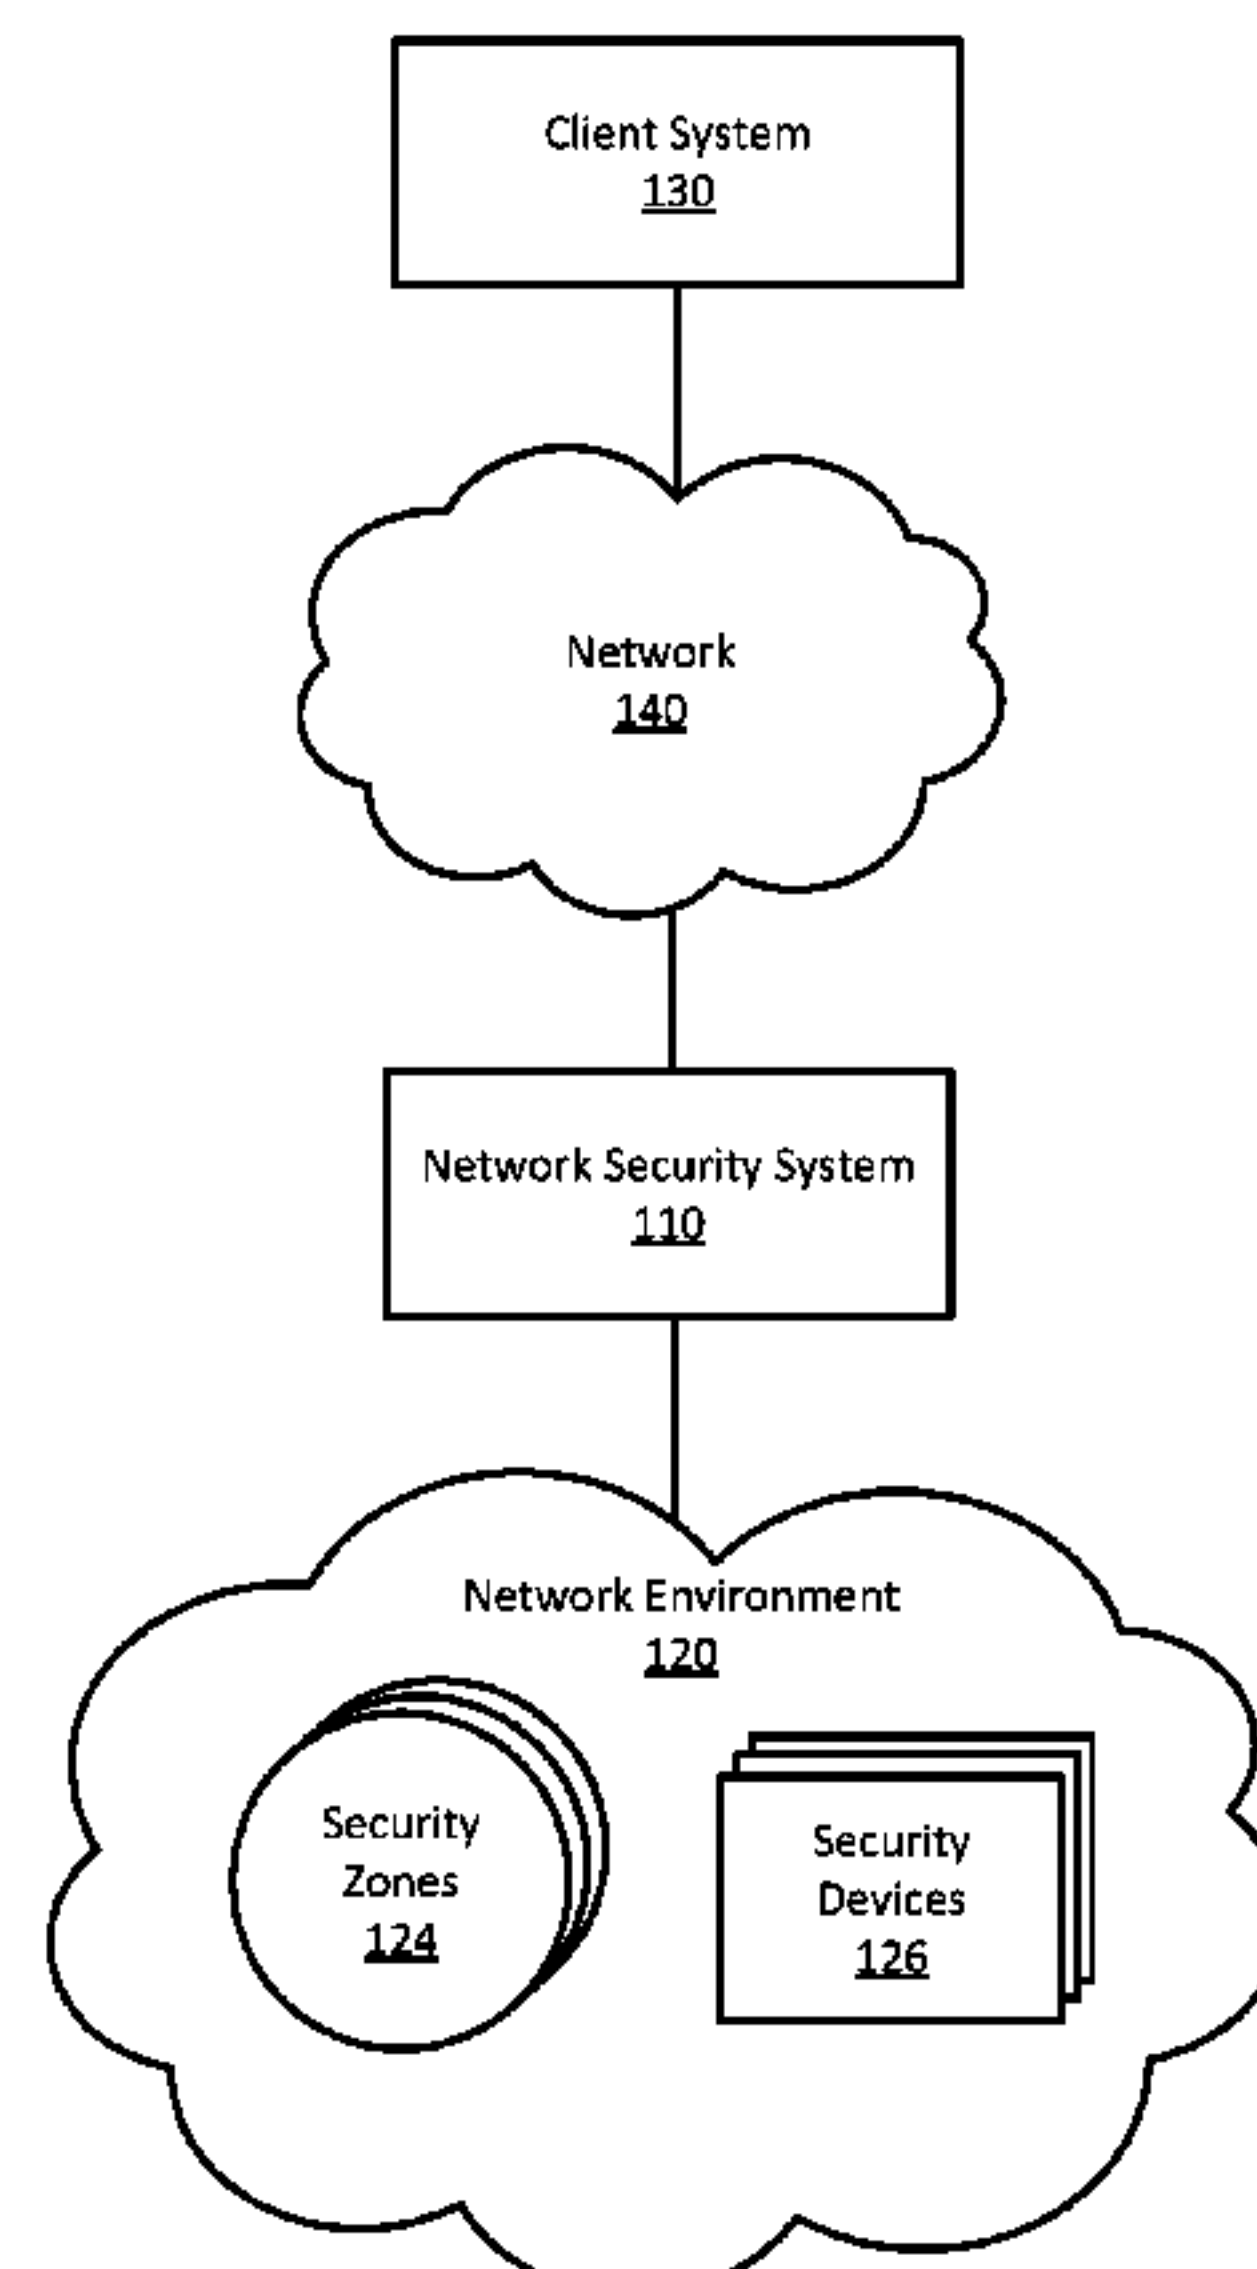 Client System
130
Network
140
Network Security System
110
Network Environment
120
Security
Zones
124
Security
Devices
126